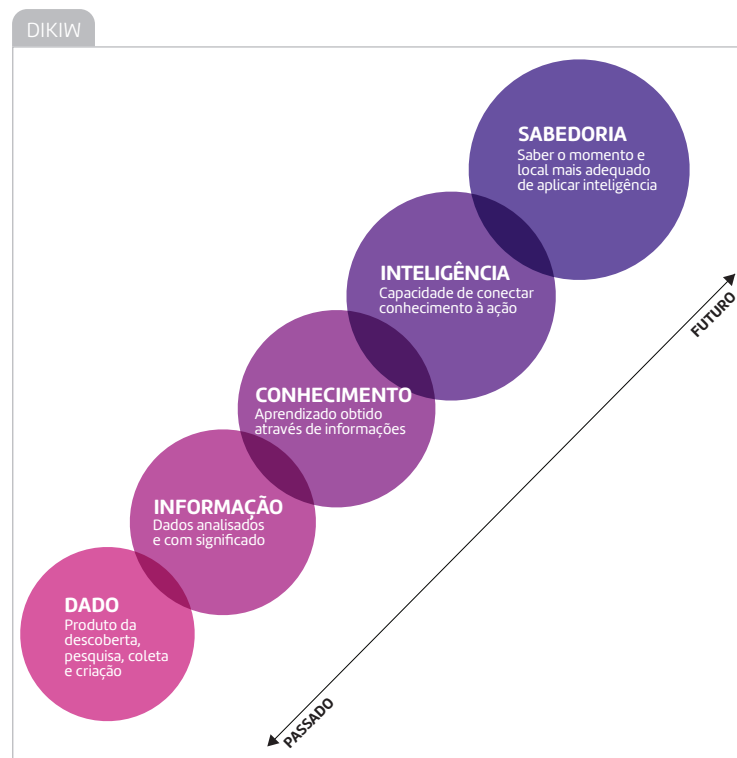 DIKIW
SABEDORIA
Saber o momento e
local mais adequado
de aplicar inteligência
INTELIGÊNCIA
Capacidade de conectar
conhecimento à ação
FUTURO
CONHECIMENTO
Aprendizado obtido
através de informações
INFORMAÇÃO
Dados analisados
e com significado
DADO
Produto da
descoberta,
pesquisa, coleta
e criação
PASSADO